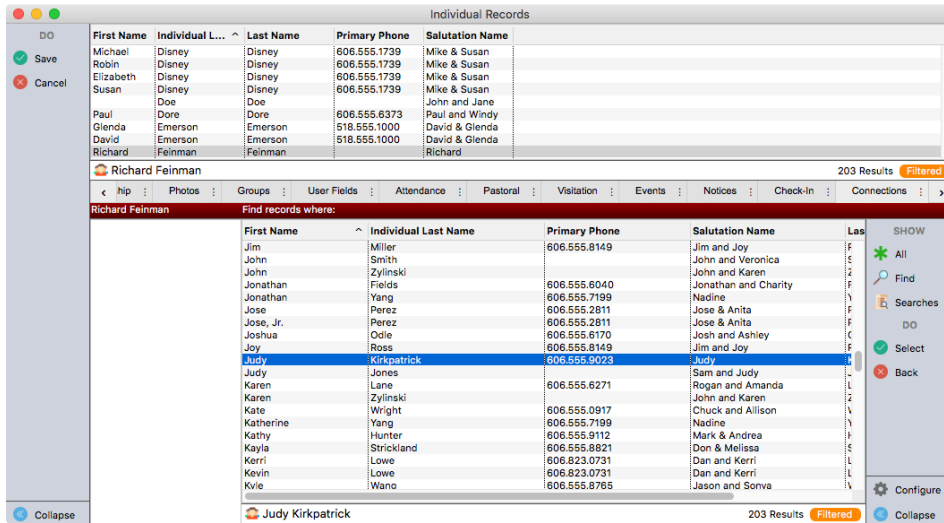 Individual Records
DO
Save
Cancel
First Name Individual L... Last Name Primary Phone Salutation Name
Michael Disney Disney 606.555.1739 Mike & Susan
Robin Disney Disney 606.555.1739 Mike & Susan
Elizabeth Disney Disney 606.555.1739 Mike & Susan
Susan Disney Disney 606.555.1739 Mike & Susan
Doe Doe John and Jane
Paul Dore Dore 606.555.6373 Paul and Windy
Glenda Emerson Emerson 518.555.1000 David & Glenda
David Emerson Emerson 518.555.1000 David & Glenda
Richard Feinman Feinman Richard
Richard Feinman 203 Results Filtered
hip Photos Groups User Fields Attendance Pastoral Visitation Events Notices Check-In Connections
Richard Feinman Find records where:
First Name Individual Last Name Primary Phone Salutation Name Las
Jim Miller 606.555.8149 Jim and Joy
John Smith John and Veronica
John Zylinski John and Karen
Jonathan Fields 606.555.6040 Jonathan and Charity
Jonathan Yang 606.555.7199 Nadine
Jose Perez 606.555.2811 Jose & Anita
Jose, Jr. Perez 606.555.2811 Jose & Anita
Joshua Odle 606.555.6170 Josh and Ashley
Joy Ross 606.555.8149 Jim and Joy
Judy Kirkpatrick 606.555.9023 Judy
Judy Jones Sam and Judy
Karen Lane 606.555.6271 Rogan and Amanda
Karen Zylinski John and Karen
Kate Wright 606.555.0917 Chuck and Allison
Katherine Yang 606.555.7199 Nadine
Kathy Hunter 606.555.9112 Mark & Andrea
Kayla Strickland 606.555.8821 Don & Melissa
Kerri Lowe 606.823.0731 Dan and Kerri
Kevin Lowe 606.823.0731 Dan and Kerri
Kyle Wang 606.555.8765 Jason and Sonya
Judy Kirkpatrick 203 Results Filtered
SHOW
All
Find
Searches
DO
Select
Back
Configure
Collapse
Collapse